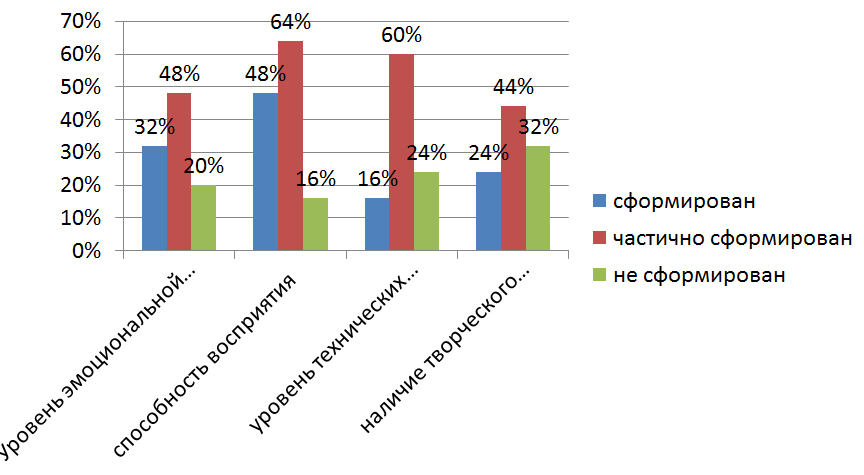 70%
60%
50%
40%
30%
20%
10%
0%
32%
48%
20%
48%
64%
16%
16%
60%
24%
24%
44%
32%
Уровень эмоциональной...
способность восприятия
уровень технических...
наличие творческого...
сформирован
частично сформирован
не сформирован